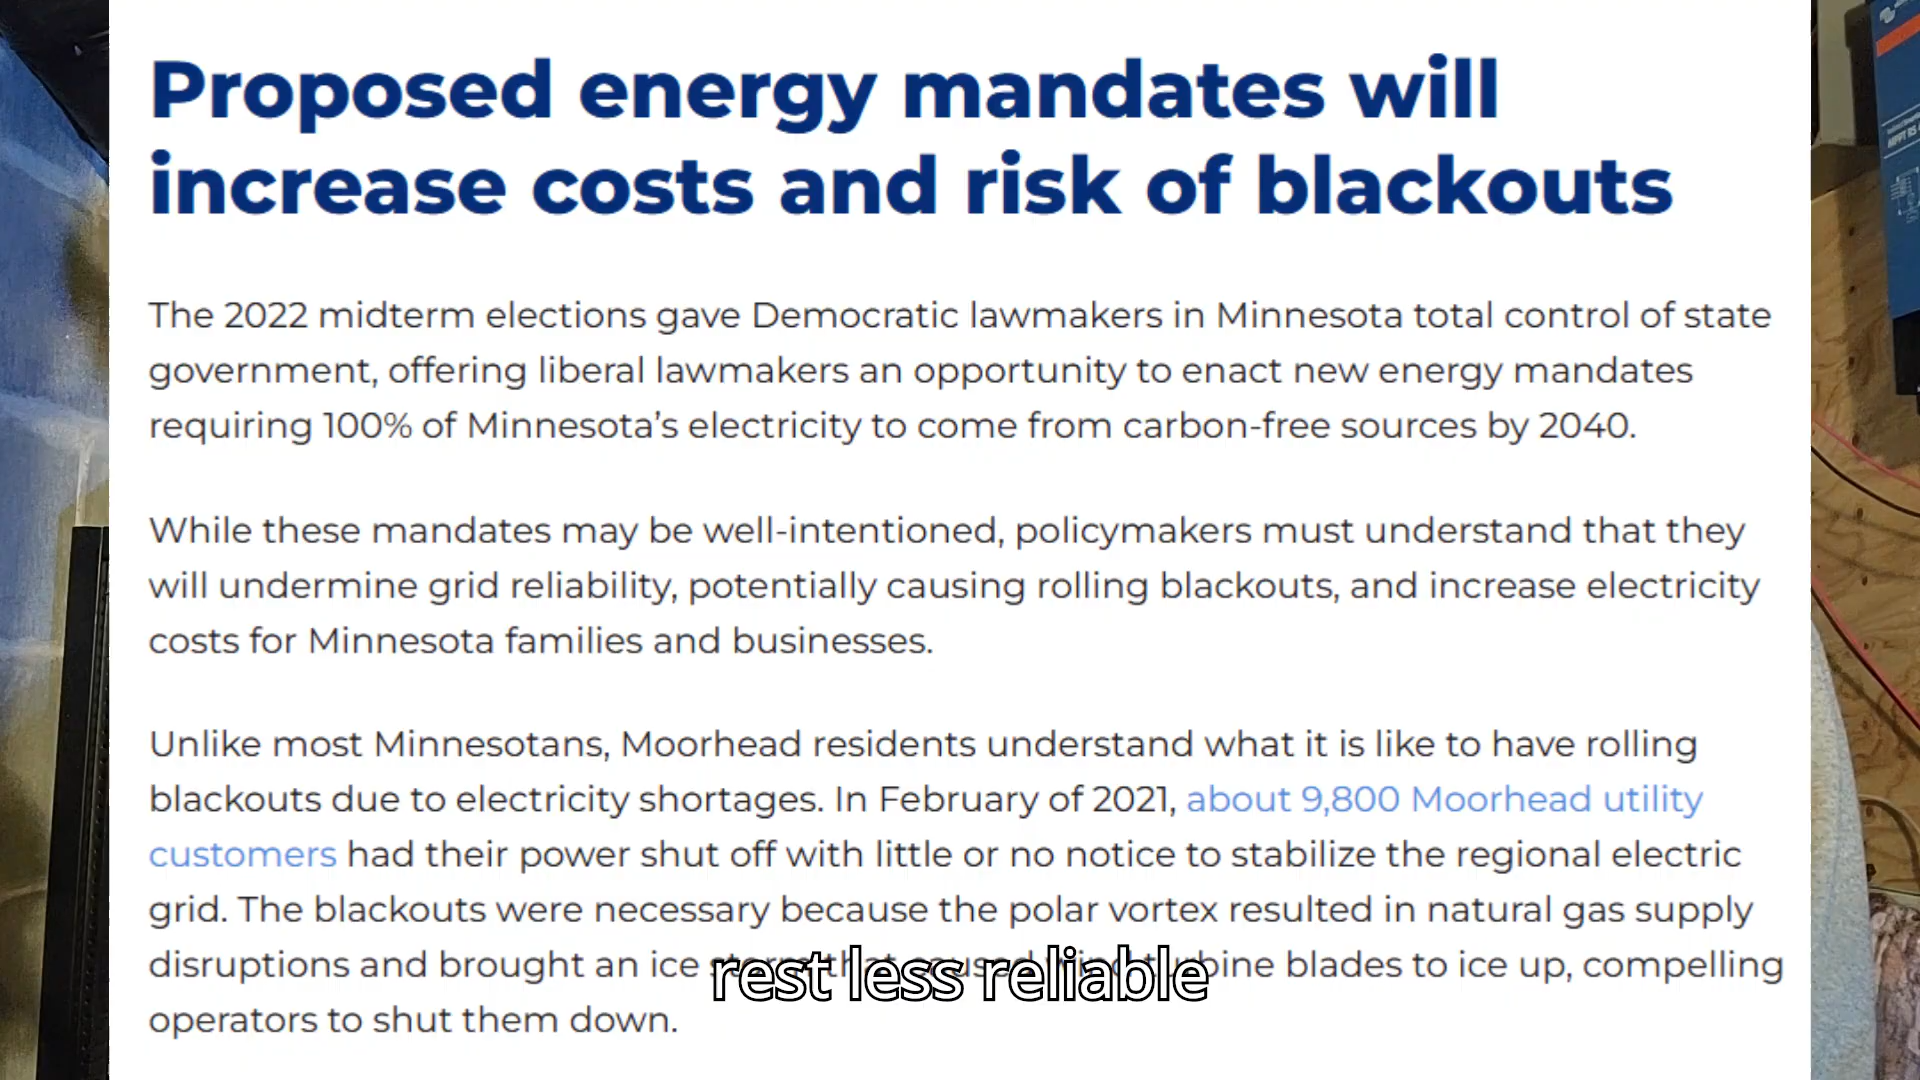 Proposed energy mandates will
increase costs and risk of blackouts
The 2022 midterm elections gave Democratic lawmakers in Minnesota total control of state
government, offering liberal lawmakers an opportunity to enact new energy mandates
requiring 100% of Minnesota’s electricity to come from carbon-free sources by 2040.
While these mandates may be well-intentioned, policymakers must understand that they
will undermine grid reliability, potentially causing rolling blackouts, and increase electricity
costs for Minnesota families and businesses.
Unlike most Minnesotans, Moorhead residents understand what it is like to have rolling
blackouts due to electricity shortages. In February of 2021, about 9,800 Moorhead utility
customers had their power shut off with little or no notice to stabilize the regional electric
grid. The blackouts were necessary because the polar vortex resulted in natural gas supply
disruptions and brought an ice storm that caused wind turbine blades to ice up, compelling
operators to shut them down.
rest less reliable